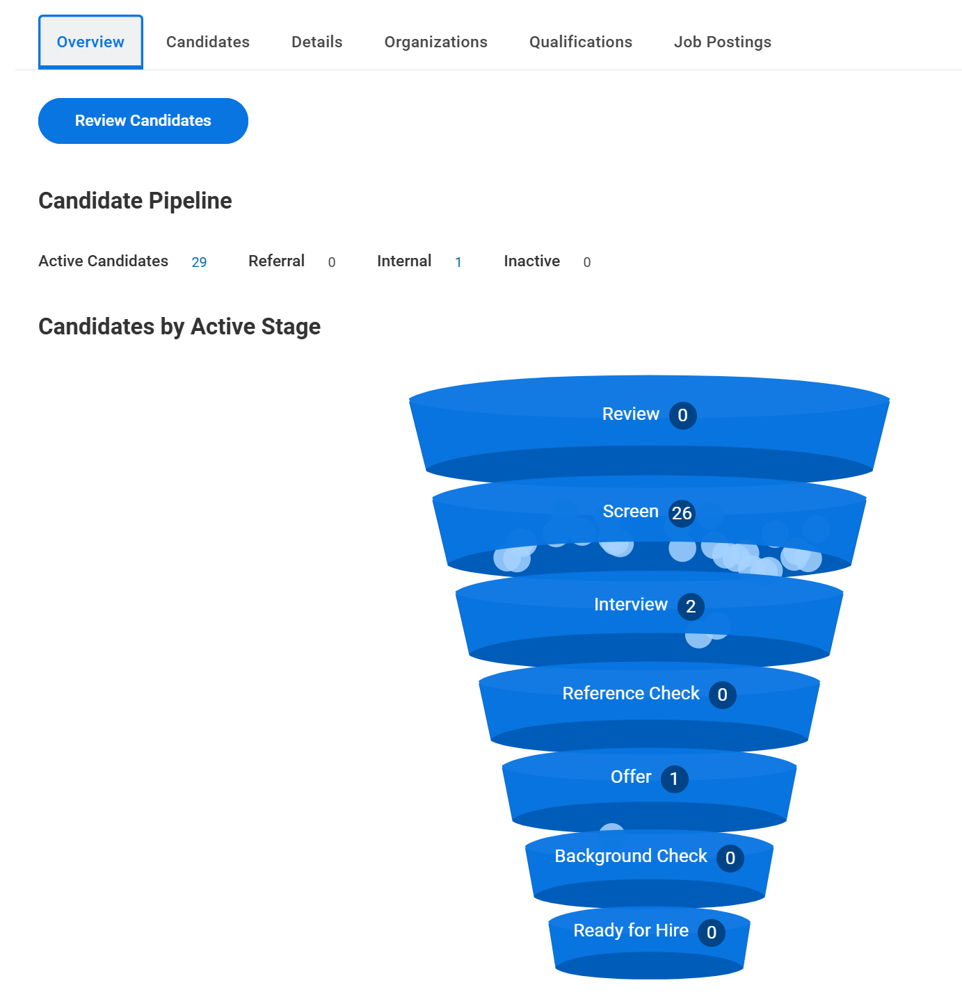 Overview Candidates Details Organizations Qualifications Job Postings
Review Candidates
Candidate Pipeline
Active Candidates 29 Referral 0 Internal 1 Inactive 0
Candidates by Active Stage
Review 0
Screen 26
Interview 2
Reference Check 0
Offer 1
Background Check 0
Ready for Hire 0